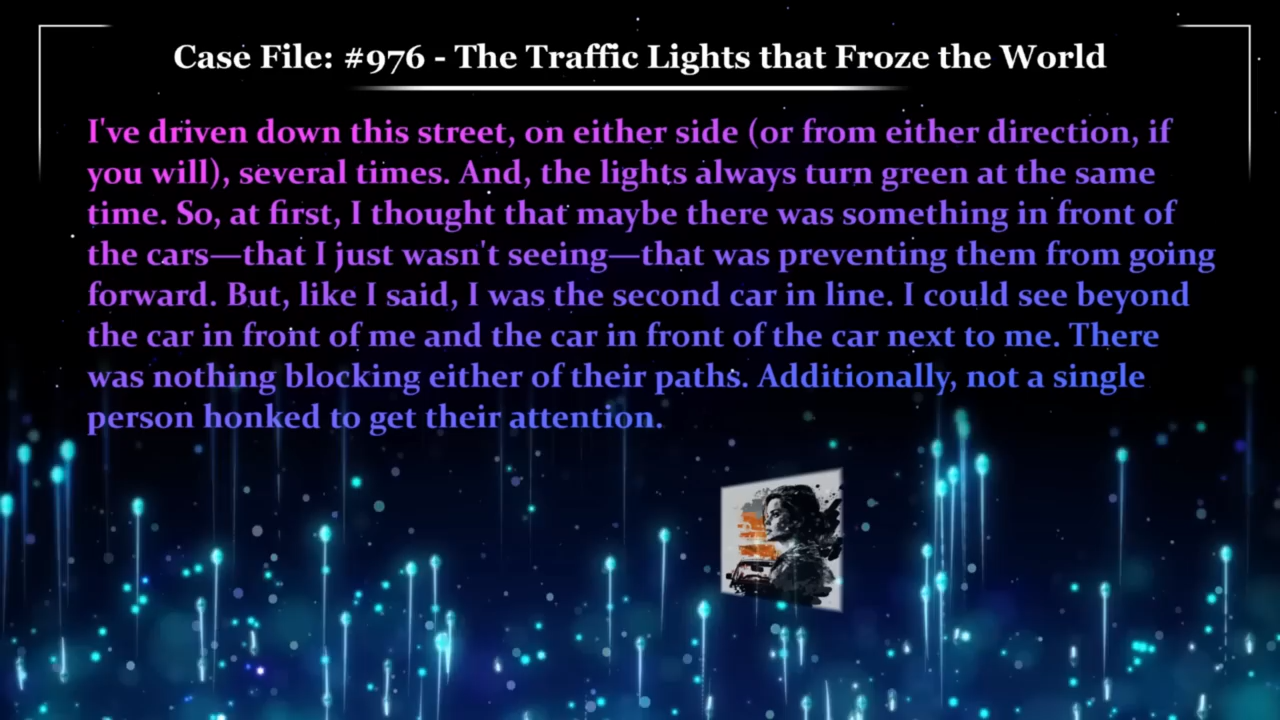 Case File: #976 - The Traffic Lights that Froze the World
I've driven down this street, on either side (or from either direction, if
you will), several times. And, the lights always turn green at the same
time. So, at first, I thought that maybe there was something in front of
the cars—that I just wasn't seeing—that was preventing them from going
forward. But, like I said, I was the second car in line. I could see beyond
the car in front of me and the car in front of the car next to me. There
was nothing blocking either of their paths. Additionally, not a single
person honked to get their attention.